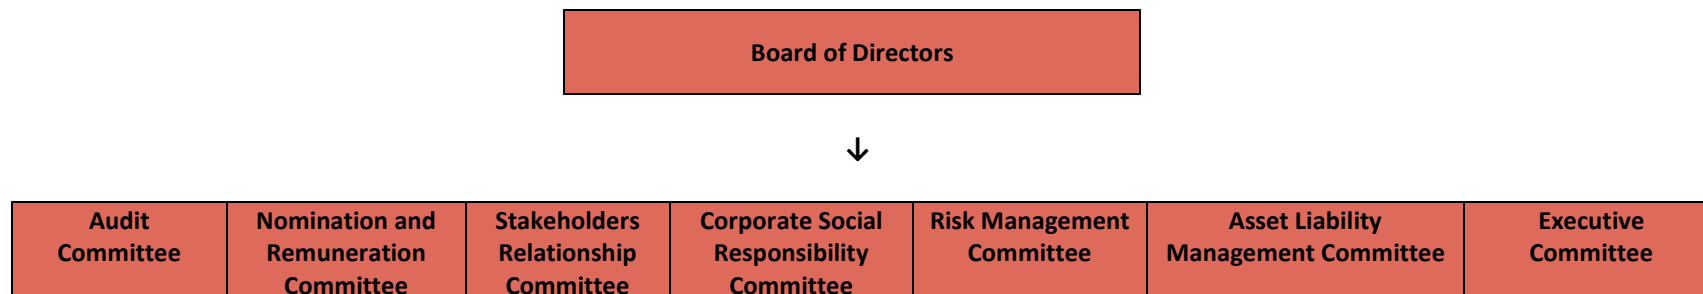 Board of Directors
↓
Audit
Committee
Nomination and
Remuneration
Committee
Stakeholders
Relationship
Committee
Corporate Social
Responsibility
Committee
Risk Management
Committee
Asset Liability
Management Committee
Executive
Committee